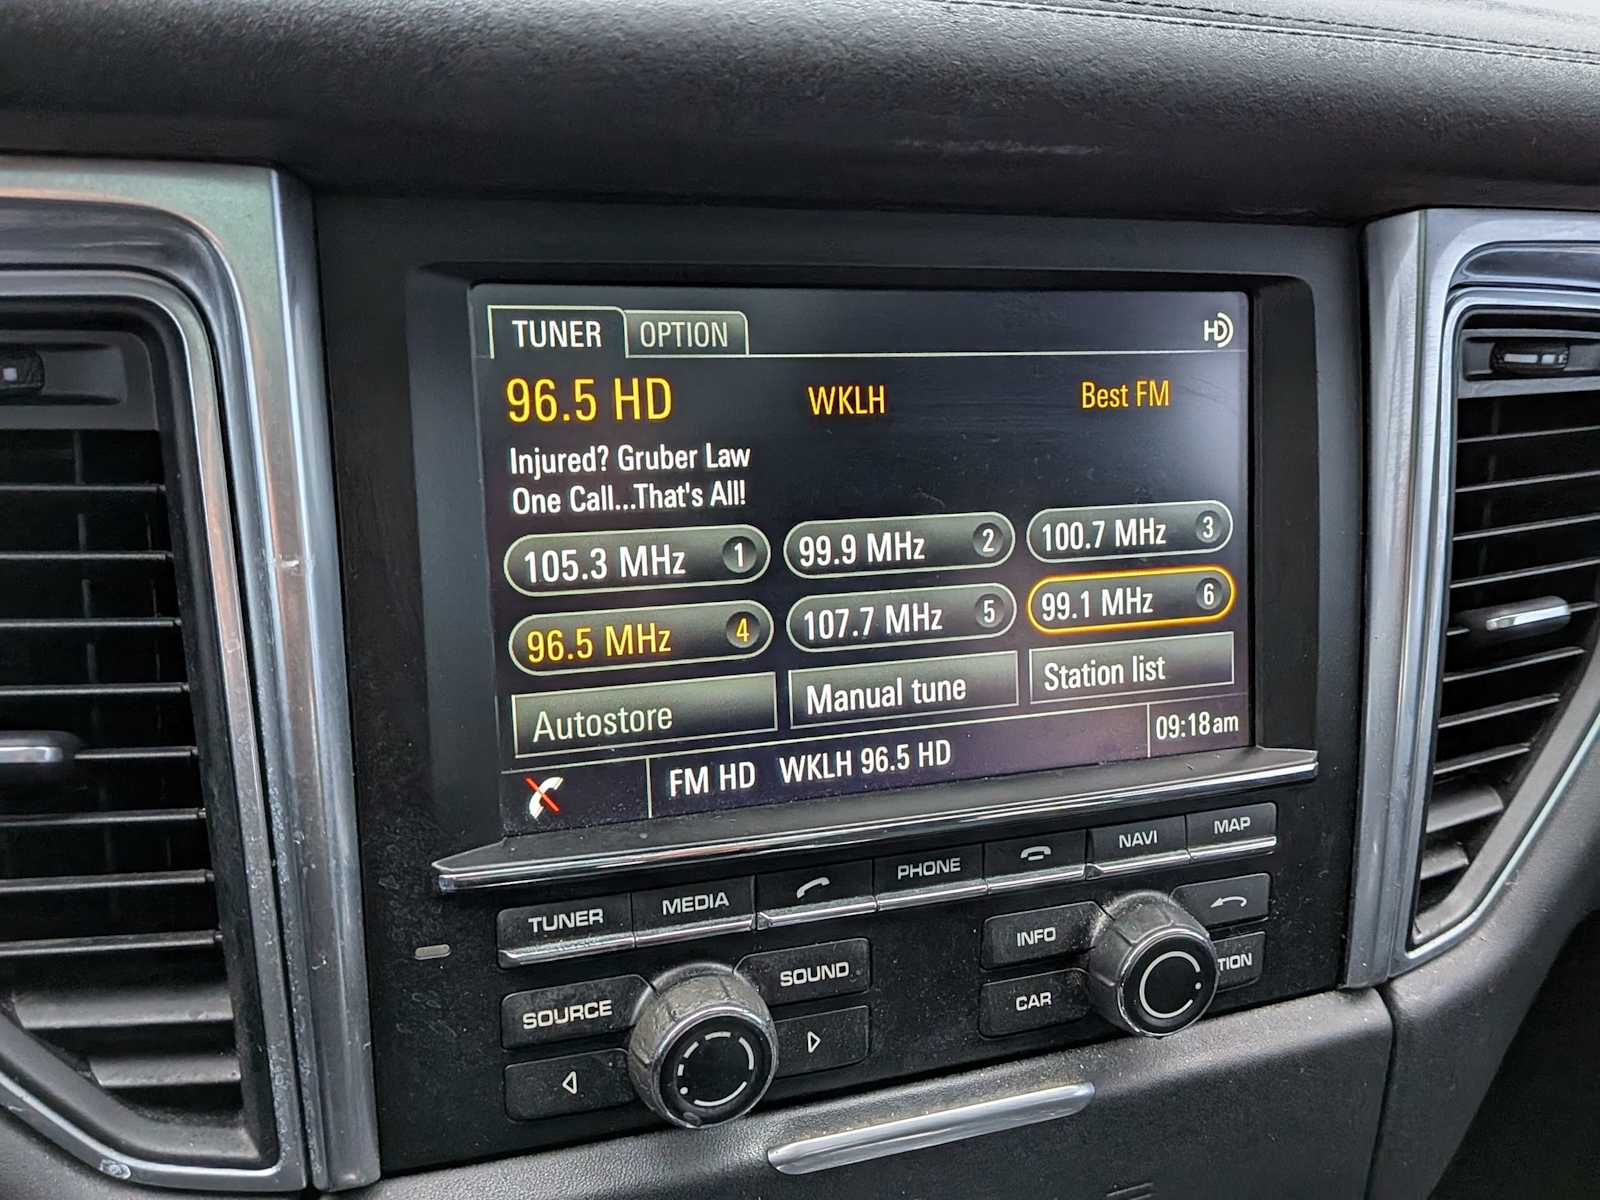 TUNER OPTION HD
96.5 HD WKLH Best FM
Injured? Gruber Law
One Call...That's All!
105.3 MHz 1 99.9 MHz 2 100.7 MHz 3
96.5 MHz 4 107.7 MHz 5 99.1 MHz 6
Autostore Manual tune Station list
FM HD WKLH 96.5 HD 09:18am
TUNER MEDIA PHONE NAVI MAP
SOURCE SOUND INFO
CAR TION